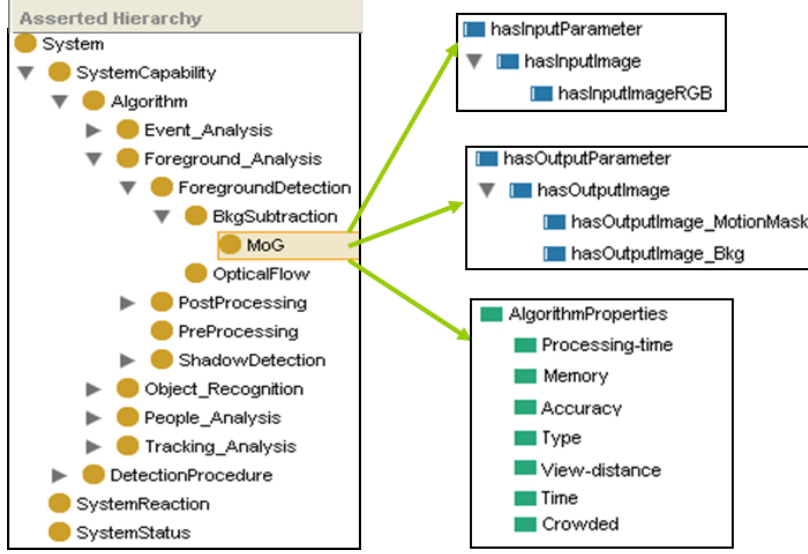 Asserted Hierarchy
System
SystemCapability
Algorithm
Event_Analysis
Foreground_Analysis
ForegroundDetection
BkgSubtraction
MoG
OpticalFlow
PostProcessing
PreProcessing
ShadowDetection
Object_Recognition
People_Analysis
Tracking_Analysis
DetectionProcedure
SystemReaction
SystemStatus
hasInputParameter
hasInputImage
hasInputImageRGB
hasOutputParameter
hasOutputImage
hasOutputImage_MotionMask
hasOutputImage_Bkg
AlgorithmProperties
Processing-time
Memory
Accuracy
Type
View-distance
Time
Crowded